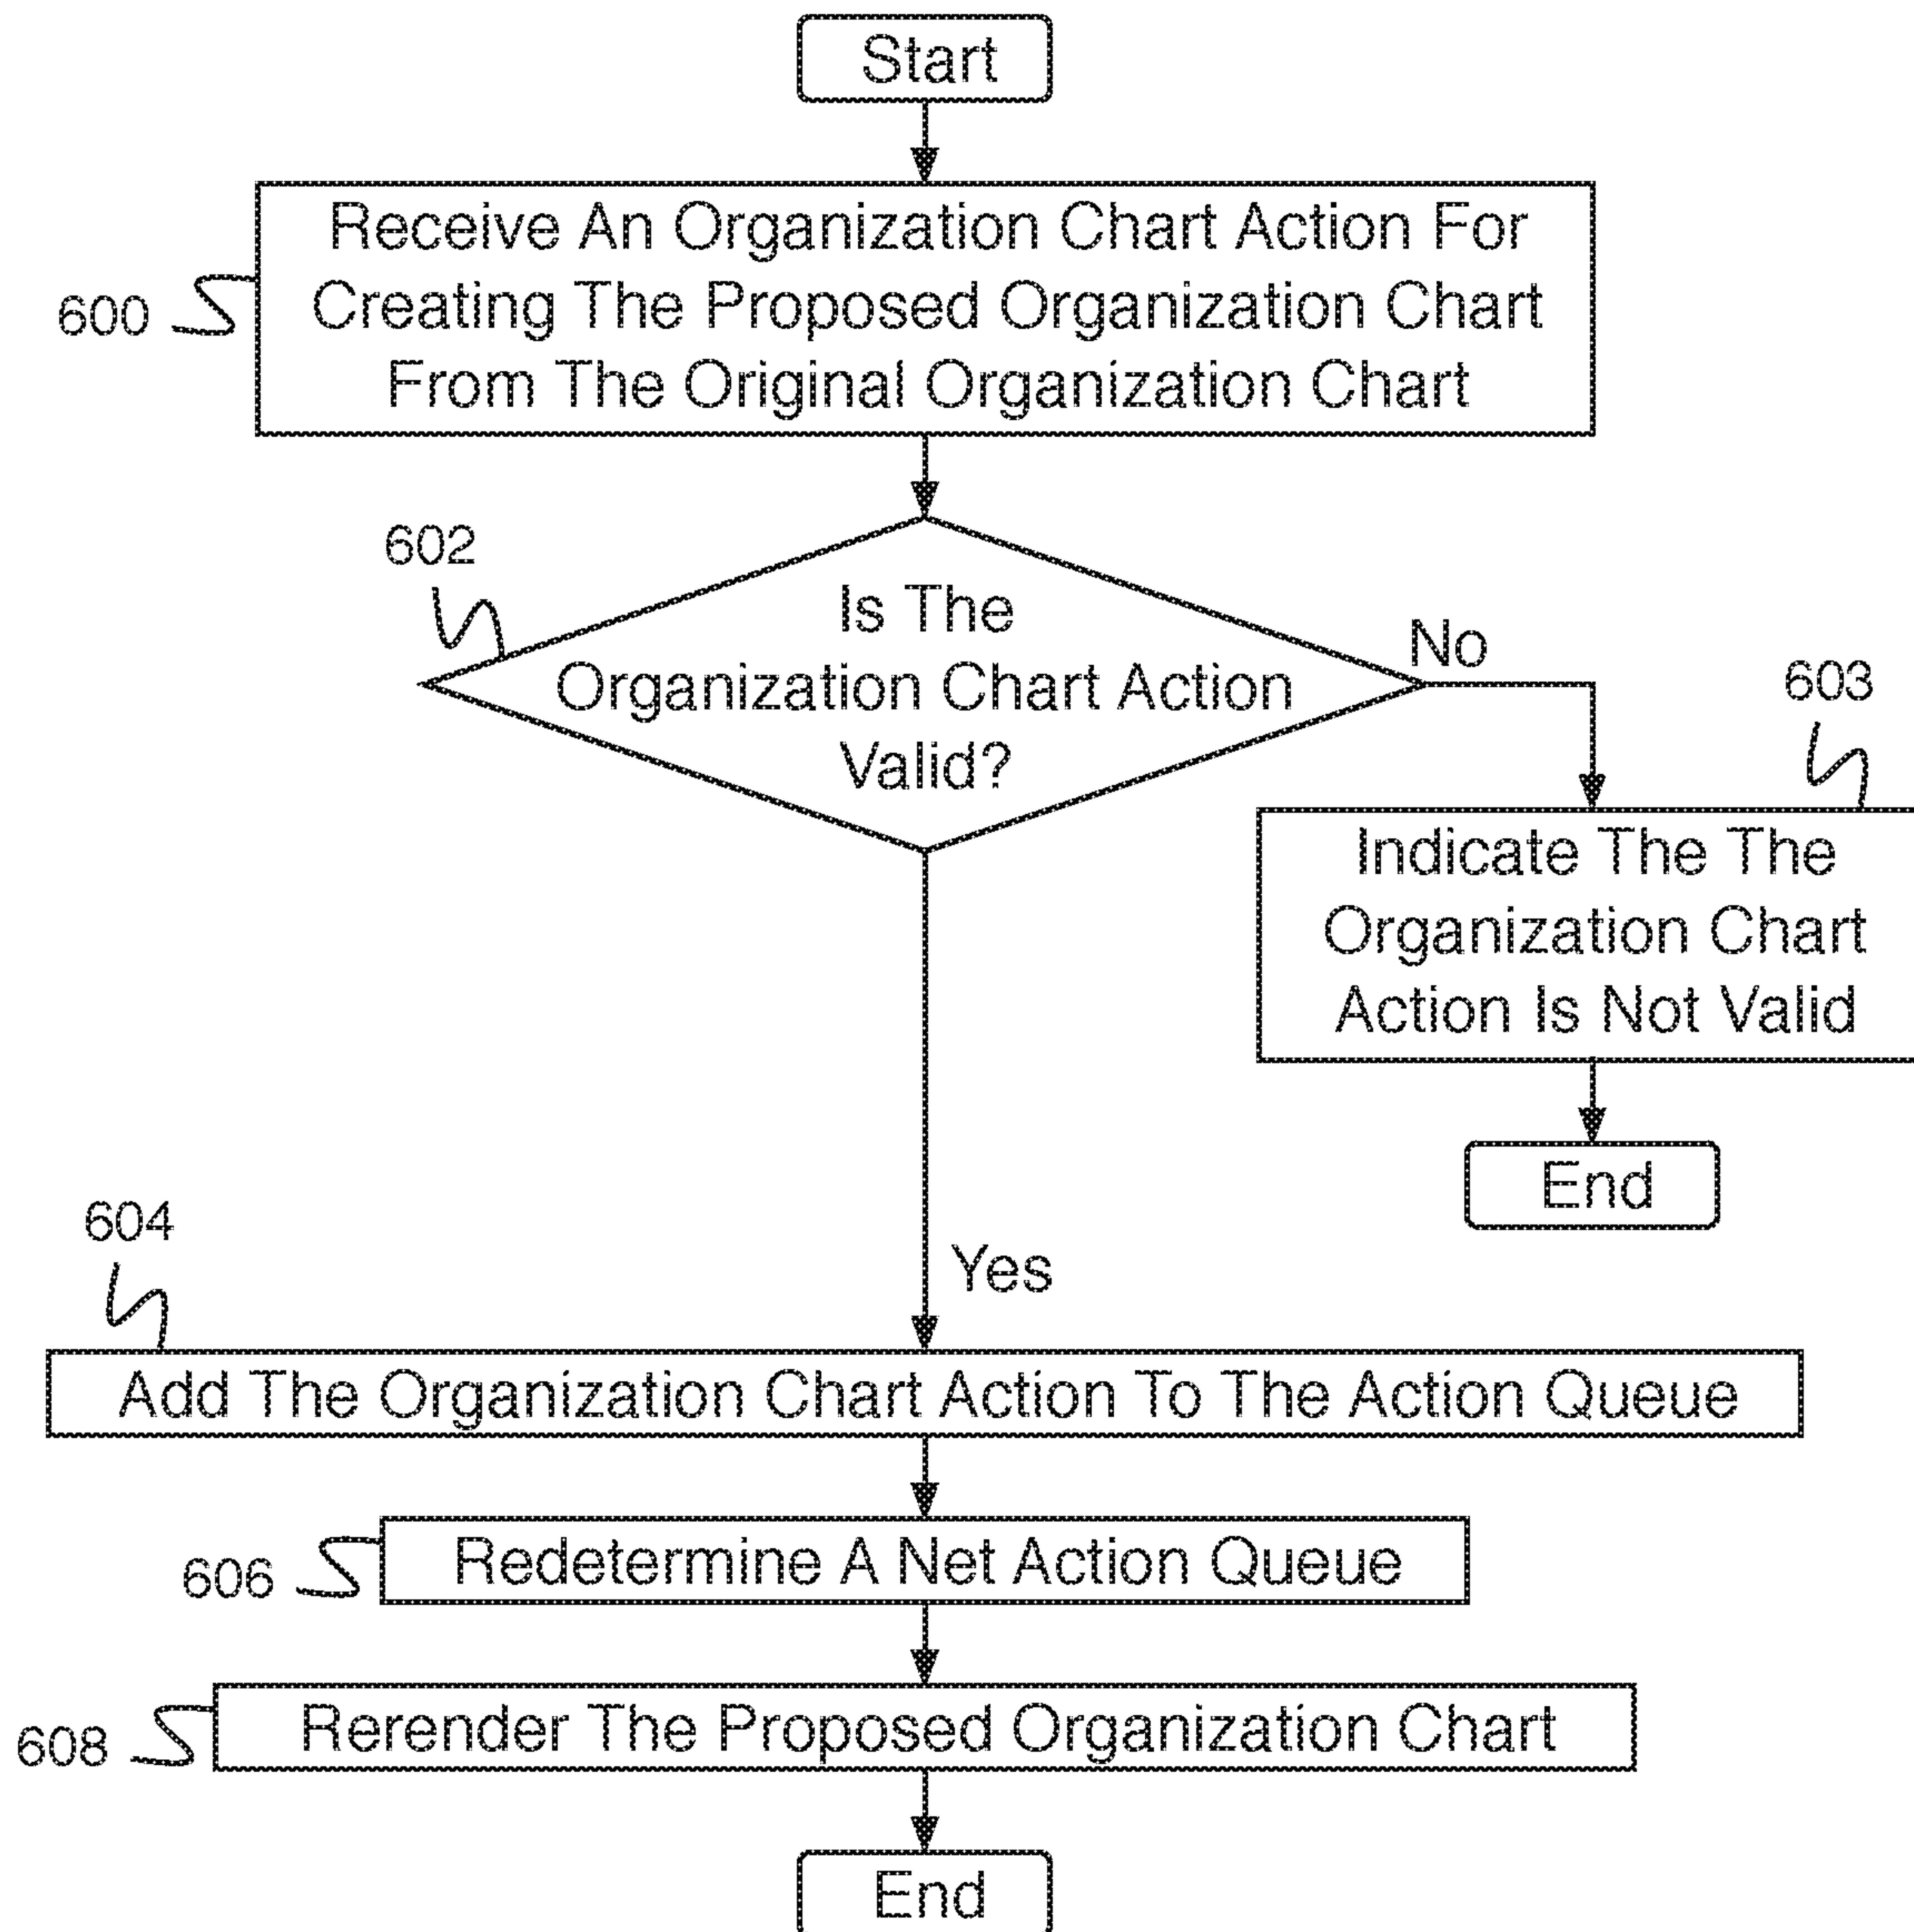 Start
Receive An Organization Chart Action For
Creating The Proposed Organization Chart
From The Original Organization Chart
600
602
Is The
Organization Chart Action
Valid?
No
603
Indicate The The
Organization Chart
Action Is Not Valid
End
604
Yes
Add The Organization Chart Action To The Action Queue
606
Redetermine A Net Action Queue
608
Rerender The Proposed Organization Chart
End